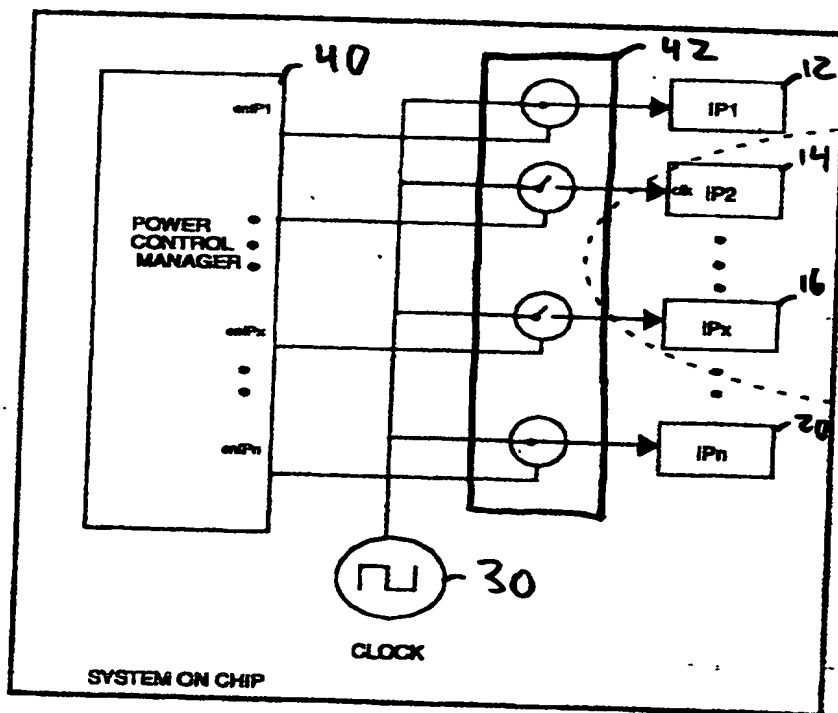 40
42
12
enIP1
IP1
14
clk IP2
POWER
CONTROL
MANAGER
16
enIPx
IPx
20
enIPn
IPn
30
CLOCK
SYSTEM ON CHIP